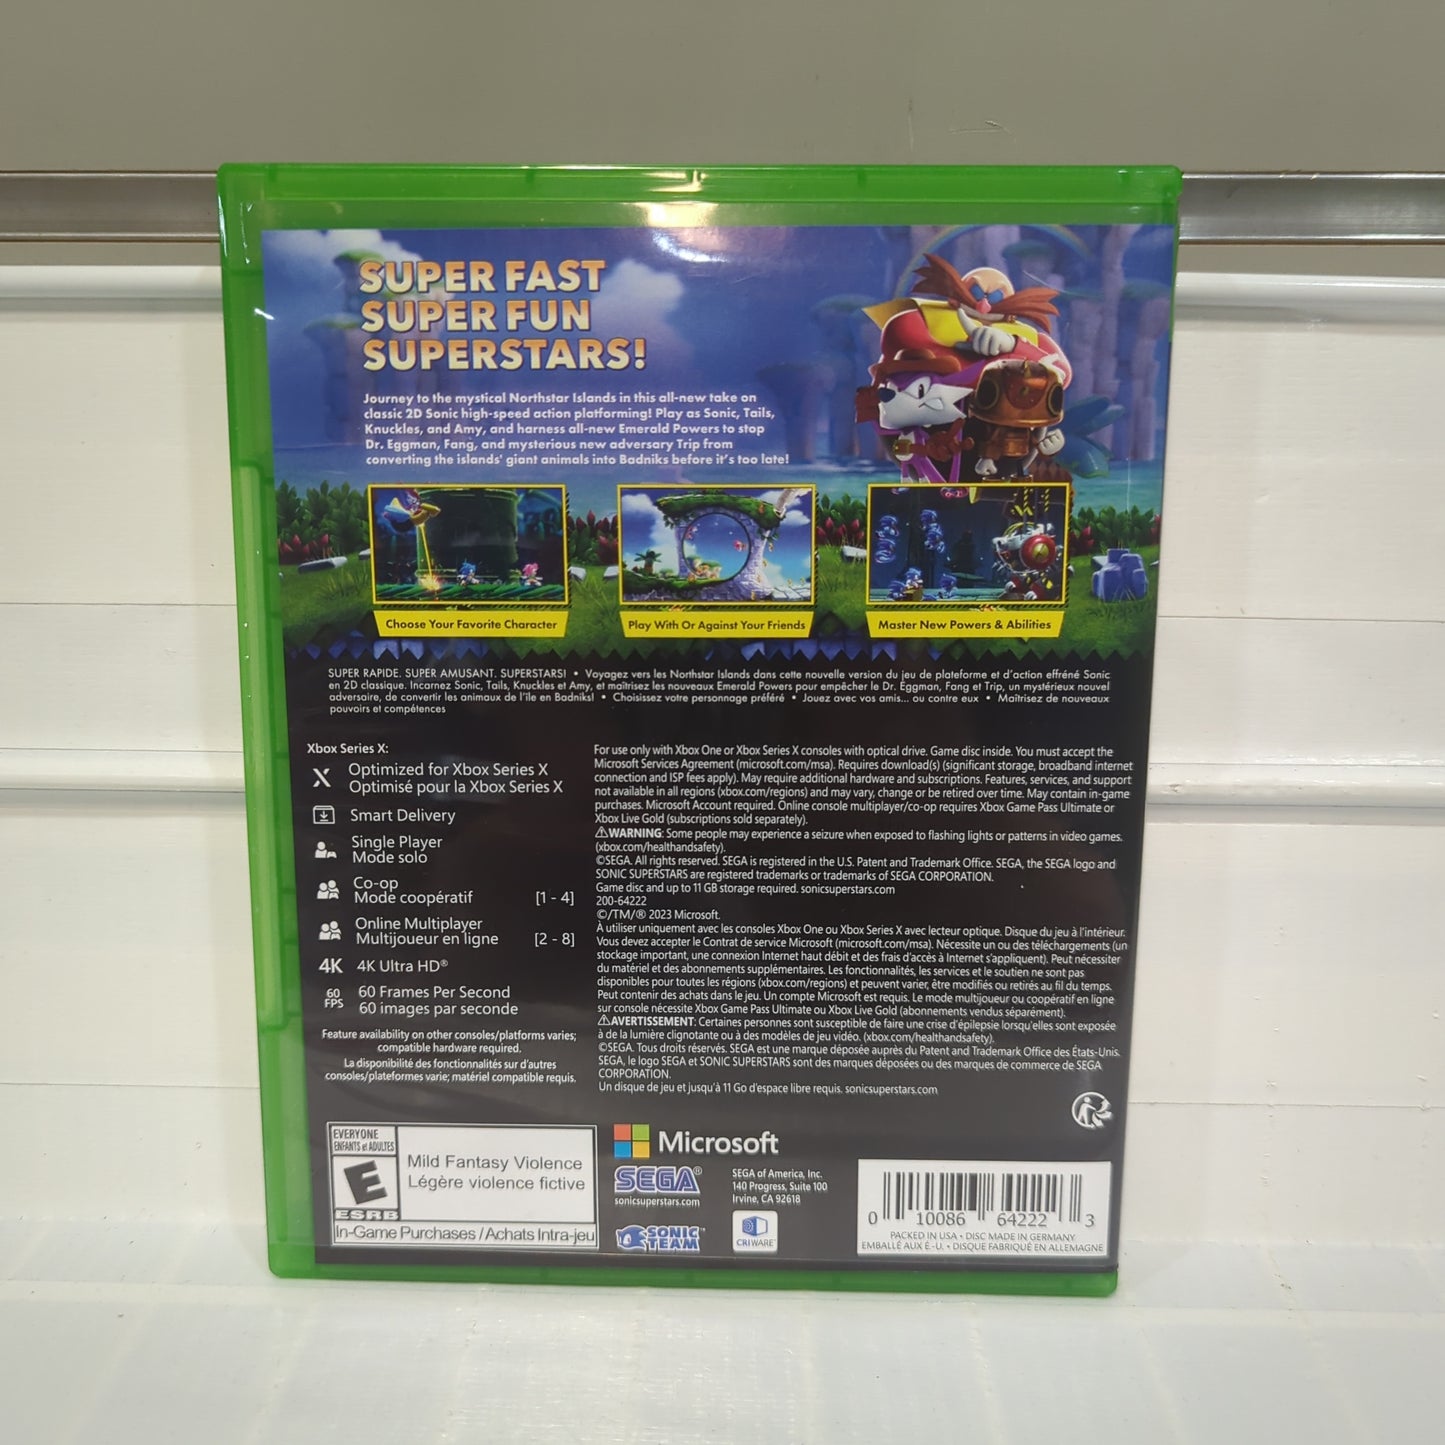 SUPER FAST
SUPER FUN
SUPERSTARS!
Journey to the mystical Northstar Islands in this all-new take on
classic 2D Sonic high-speed action platforming! Play as Sonic, Tails,
Knuckles, and Amy, and harness all-new Emerald Powers to stop
Dr. Eggman, Fang, and mysterious new adversary Trip from
converting the islands' giant animals into Badniks before it's too late!
Choose Your Favorite Character
Play With Or Against Your Friends
Master New Powers & Abilities
SUPER RAPIDE. SUPER AMUSANT. SUPERSTARS! • Voyagez vers les Northstar Islands dans cette nouvelle version du jeu de plateforme et d'action effréné Sonic
en 2D classique. Incarnez Sonic, Tails, Knuckles et Amy, et maîtrisez les nouveaux Emerald Powers pour empêcher le Dr. Eggman, Fang et Trip, un mystérieux nouvel
adversaire, de convertir les animaux de l'île en Badniks! • Choisissez votre personnage préféré • Jouez avec vos amis... ou contre eux • Maîtrisez de nouveaux
pouvoirs et compétences
Xbox Series X:
X Optimized for Xbox Series X
Optimisé pour la Xbox Series X
Smart Delivery
Single Player
Mode solo
Co-op
Mode coopératif [1 - 4]
Online Multiplayer
Multijoueur en ligne [2 - 8]
4K 4K Ultra HD®
60 FPS 60 Frames Per Second
60 images par seconde
Feature availability on other consoles/platforms varies;
compatible hardware required.
La disponibilité des fonctionnalités sur d'autres
consoles/plateformes varie; matériel compatible requis.
For use only with Xbox One or Xbox Series X consoles with optical drive. Game disc inside. You must accept the
Microsoft Services Agreement (microsoft.com/msa). Requires download(s) (significant storage, broadband internet
connection and ISP fees apply). May require additional hardware and subscriptions. Features, services, and support
not available in all regions (xbox.com/regions) and may vary, change or be retired over time. May contain in-game
purchases. Microsoft Account required. Online console multiplayer/co-op requires Xbox Game Pass Ultimate or
Xbox Live Gold (subscriptions sold separately).
⚠WARNING: Some people may experience a seizure when exposed to flashing lights or patterns in video games.
(xbox.com/healthandsafety).
©SEGA. All rights reserved. SEGA is registered in the U.S. Patent and Trademark Office. SEGA, the SEGA logo and
SONIC SUPERSTARS are registered trademarks or trademarks of SEGA CORPORATION.
Game disc and up to 11 GB storage required. sonicsuperstars.com
200-64222
©/TM/® 2023 Microsoft.
À utiliser uniquement avec les consoles Xbox One ou Xbox Series X avec lecteur optique. Disque du jeu à l'intérieur.
Vous devez accepter le Contrat de service Microsoft (microsoft.com/msa). Nécessite un ou des téléchargements (un
stockage important, une connexion Internet haut débit et des frais d'accès à Internet s'appliquent). Peut nécessiter
du matériel et des abonnements supplémentaires. Les fonctionnalités, les services et le soutien ne sont pas
disponibles pour toutes les régions (xbox.com/regions) et peuvent varier, être modifiés ou retirés au fil du temps.
Peut contenir des achats dans le jeu. Un compte Microsoft est requis. Le mode multijoueur ou coopératif en ligne
sur console nécessite Xbox Game Pass Ultimate ou Xbox Live Gold (abonnements vendus séparément).
⚠AVERTISSEMENT: Certaines personnes sont susceptible de faire une crise d'épilepsie lorsqu'elles sont exposée
à de la lumière clignotante ou à des modèles de jeu vidéo. (xbox.com/healthandsafety).
©SEGA. Tous droits réservés. SEGA est une marque déposée auprès du Patent and Trademark Office des États-Unis.
SEGA, le logo SEGA et SONIC SUPERSTARS sont des marques déposées ou des marques de commerce de SEGA
CORPORATION.
Un disque de jeu et jusqu'à 11 Go d'espace libre requis. sonicsuperstars.com
EVERYONE
ENFANTS et ADULTES
E
ESRB
Mild Fantasy Violence
Légère violence fictive
In-Game Purchases / Achats Intra-jeu
Microsoft
SEGA®
sonicsuperstars.com
SONIC TEAM™
SEGA of America, Inc.
140 Progress, Suite 100
Irvine, CA 92618
CRIWARE
0 10086 64222 3
PACKED IN USA • DISC MADE IN GERMANY
EMBALLÉ AUX É.-U. • DISQUE FABRIQUÉ EN ALLEMAGNE